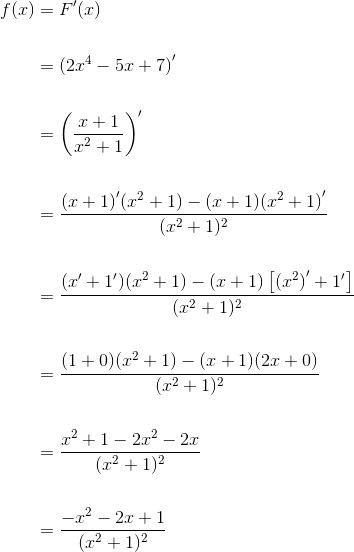 f(x) = F′(x)
= (2x⁴ − 5x + 7)′
= ((x + 1)/(x² + 1))′
= ((x + 1)′(x² + 1) − (x + 1)(x² + 1)′)/(x² + 1)²
= ((x′ + 1′)(x² + 1) − (x + 1)[(x²)′ + 1′])/(x² + 1)²
= ((1 + 0)(x² + 1) − (x + 1)(2x + 0))/(x² + 1)²
= (x² + 1 − 2x² − 2x)/(x² + 1)²
= (−x² − 2x + 1)/(x² + 1)²